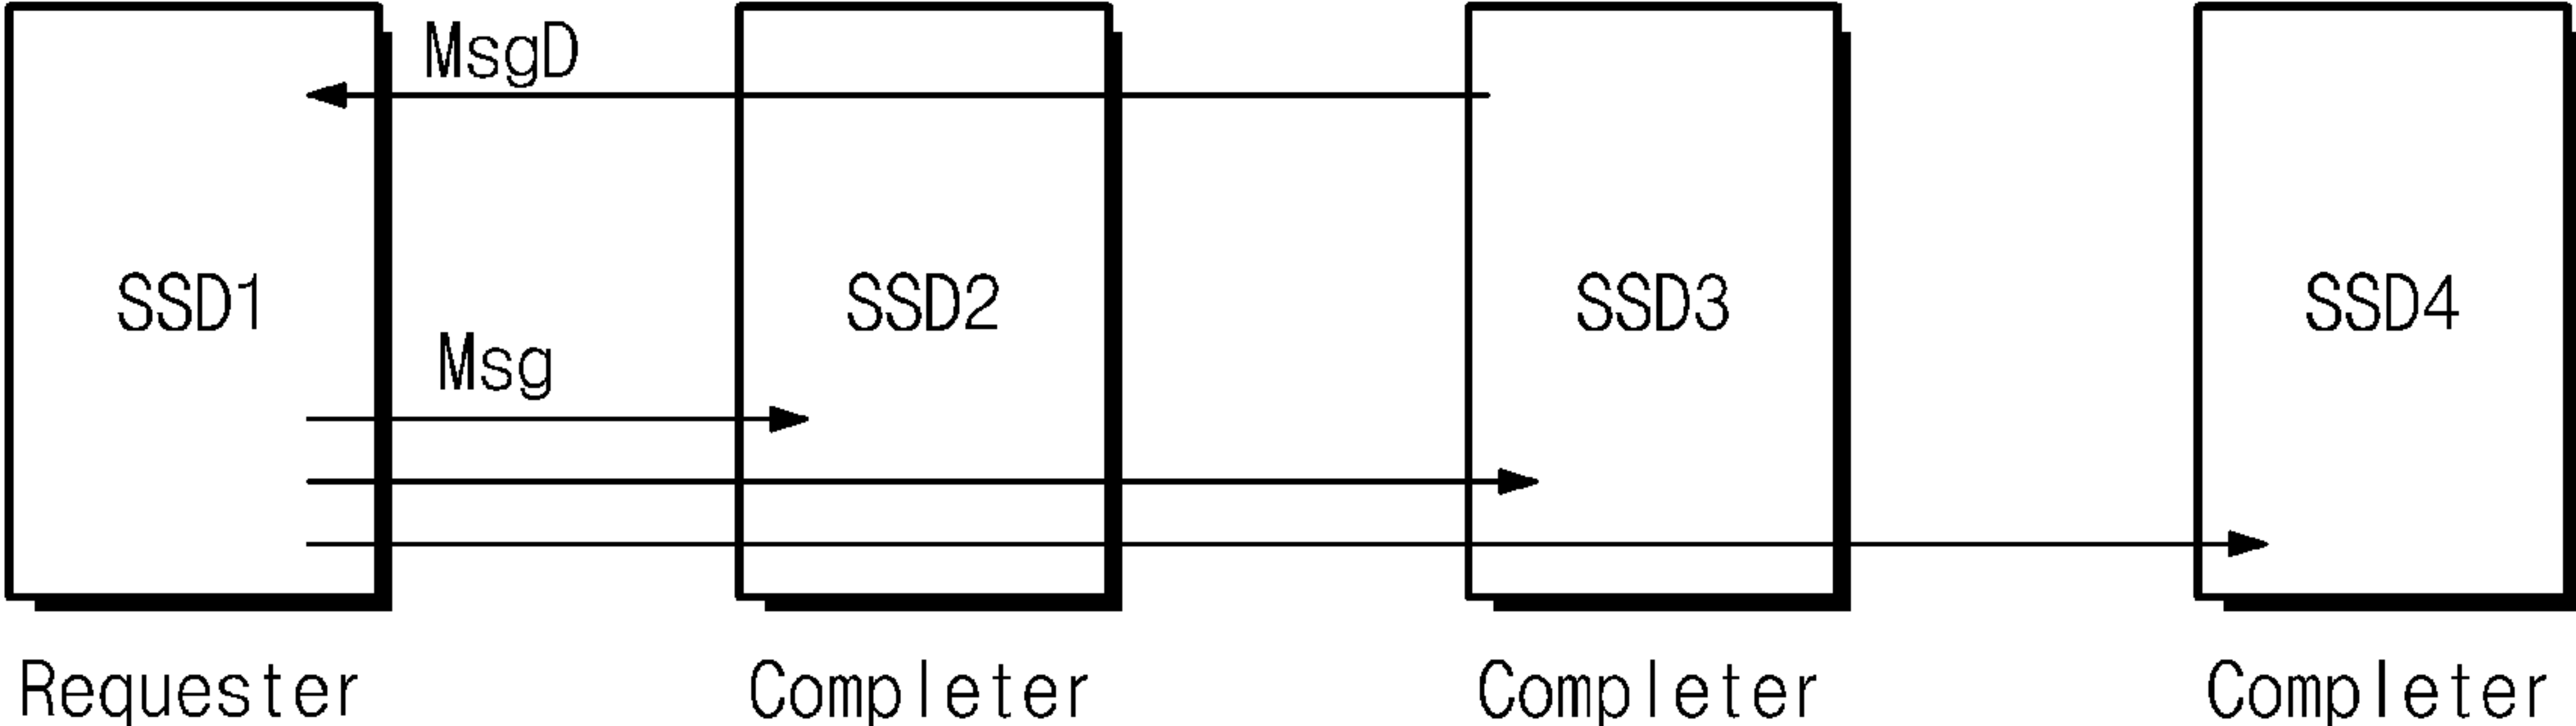 MsgD
SSD1 SSD2 SSD3 SSD4
Msg
Requester Completer Completer Completer